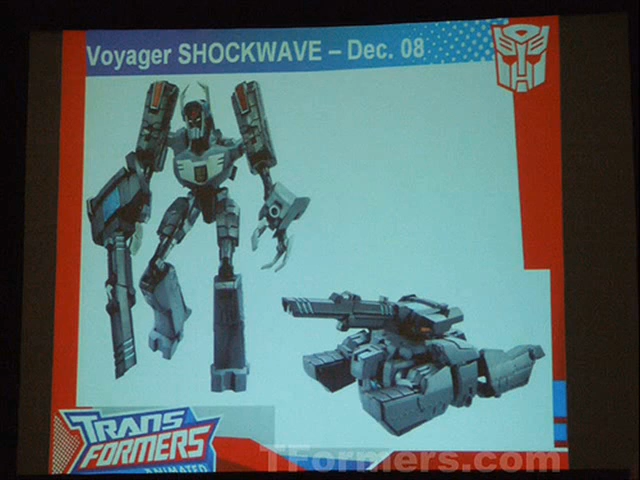 Voyager SHOCKWAVE – Dec. 08
TRANS
FORMERS
ANIMATED
TFormers.com